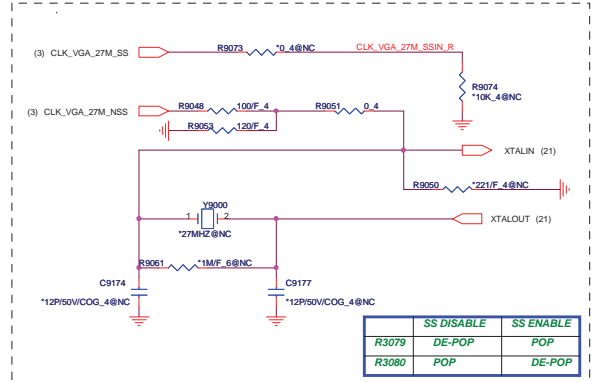 (3) CLK_VGA_27M_SS
R9073
*0_4@NC
CLK_VGA_27M_SSIN_R
R9074
*10K_4@NC
(3) CLK_VGA_27M_NSS
R9048
100/F_4
R9051
0_4
R9053
120/F_4
XTALIN (21)
R9050
*221/F_4@NC
Y9000
1
2
*27MHZ@NC
XTALOUT (21)
R9061
*1M/F_6@NC
C9174
*12P/50V/COG_4@NC
C9177
*12P/50V/COG_4@NC
SS DISABLE SS ENABLE
R3079 DE-POP POP
R3080 POP DE-POP